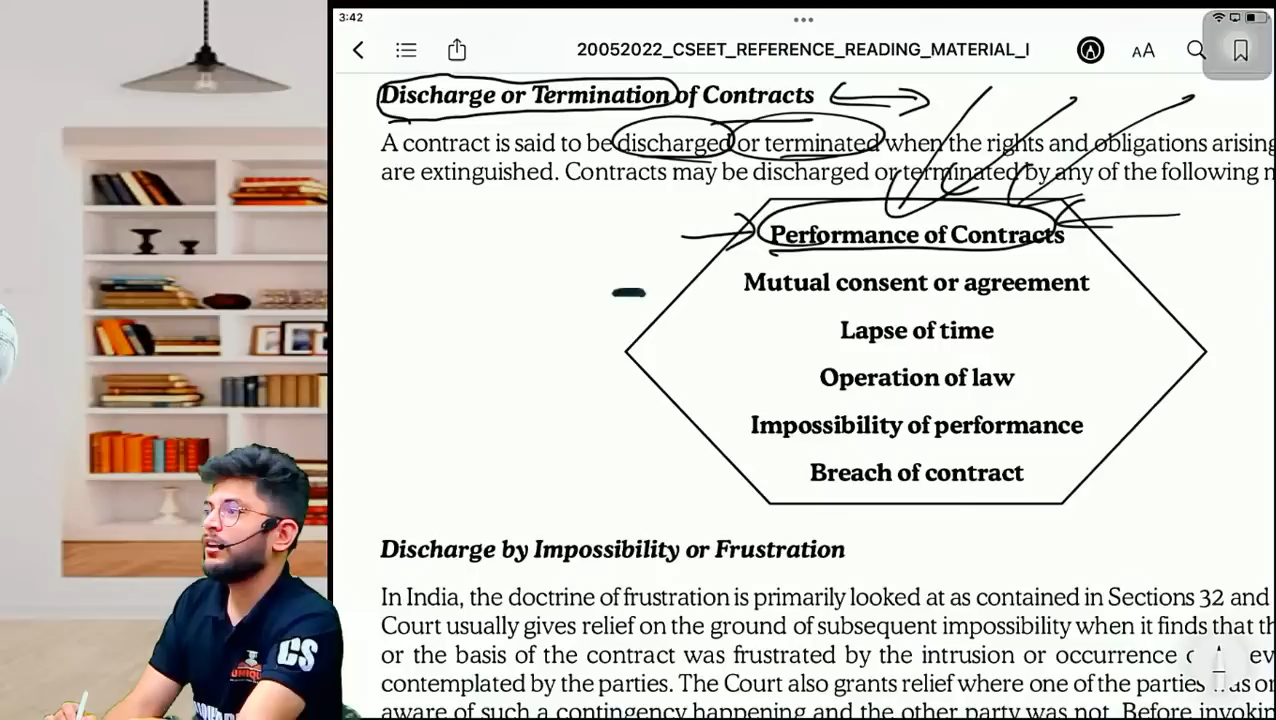 3:42
20052022_CSEET_REFERENCE_READING_MATERIAL_I
AA
Discharge or Termination of Contracts
A contract is said to be discharged or terminated when the rights and obligations arising
are extinguished. Contracts may be discharged or terminated by any of the following
Performance of Contracts
Mutual consent or agreement
Lapse of time
Operation of law
Impossibility of performance
Breach of contract
Discharge by Impossibility or Frustration
In India, the doctrine of frustration is primarily looked at as contained in Sections 32 and
Court usually gives relief on the ground of subsequent impossibility when it finds that
or the basis of the contract was frustrated by the intrusion or occurrence
contemplated by the parties. The Court also grants relief where one of the parties
aware of such a contingency happening and the other party was not. Before
CS
UNIQUE